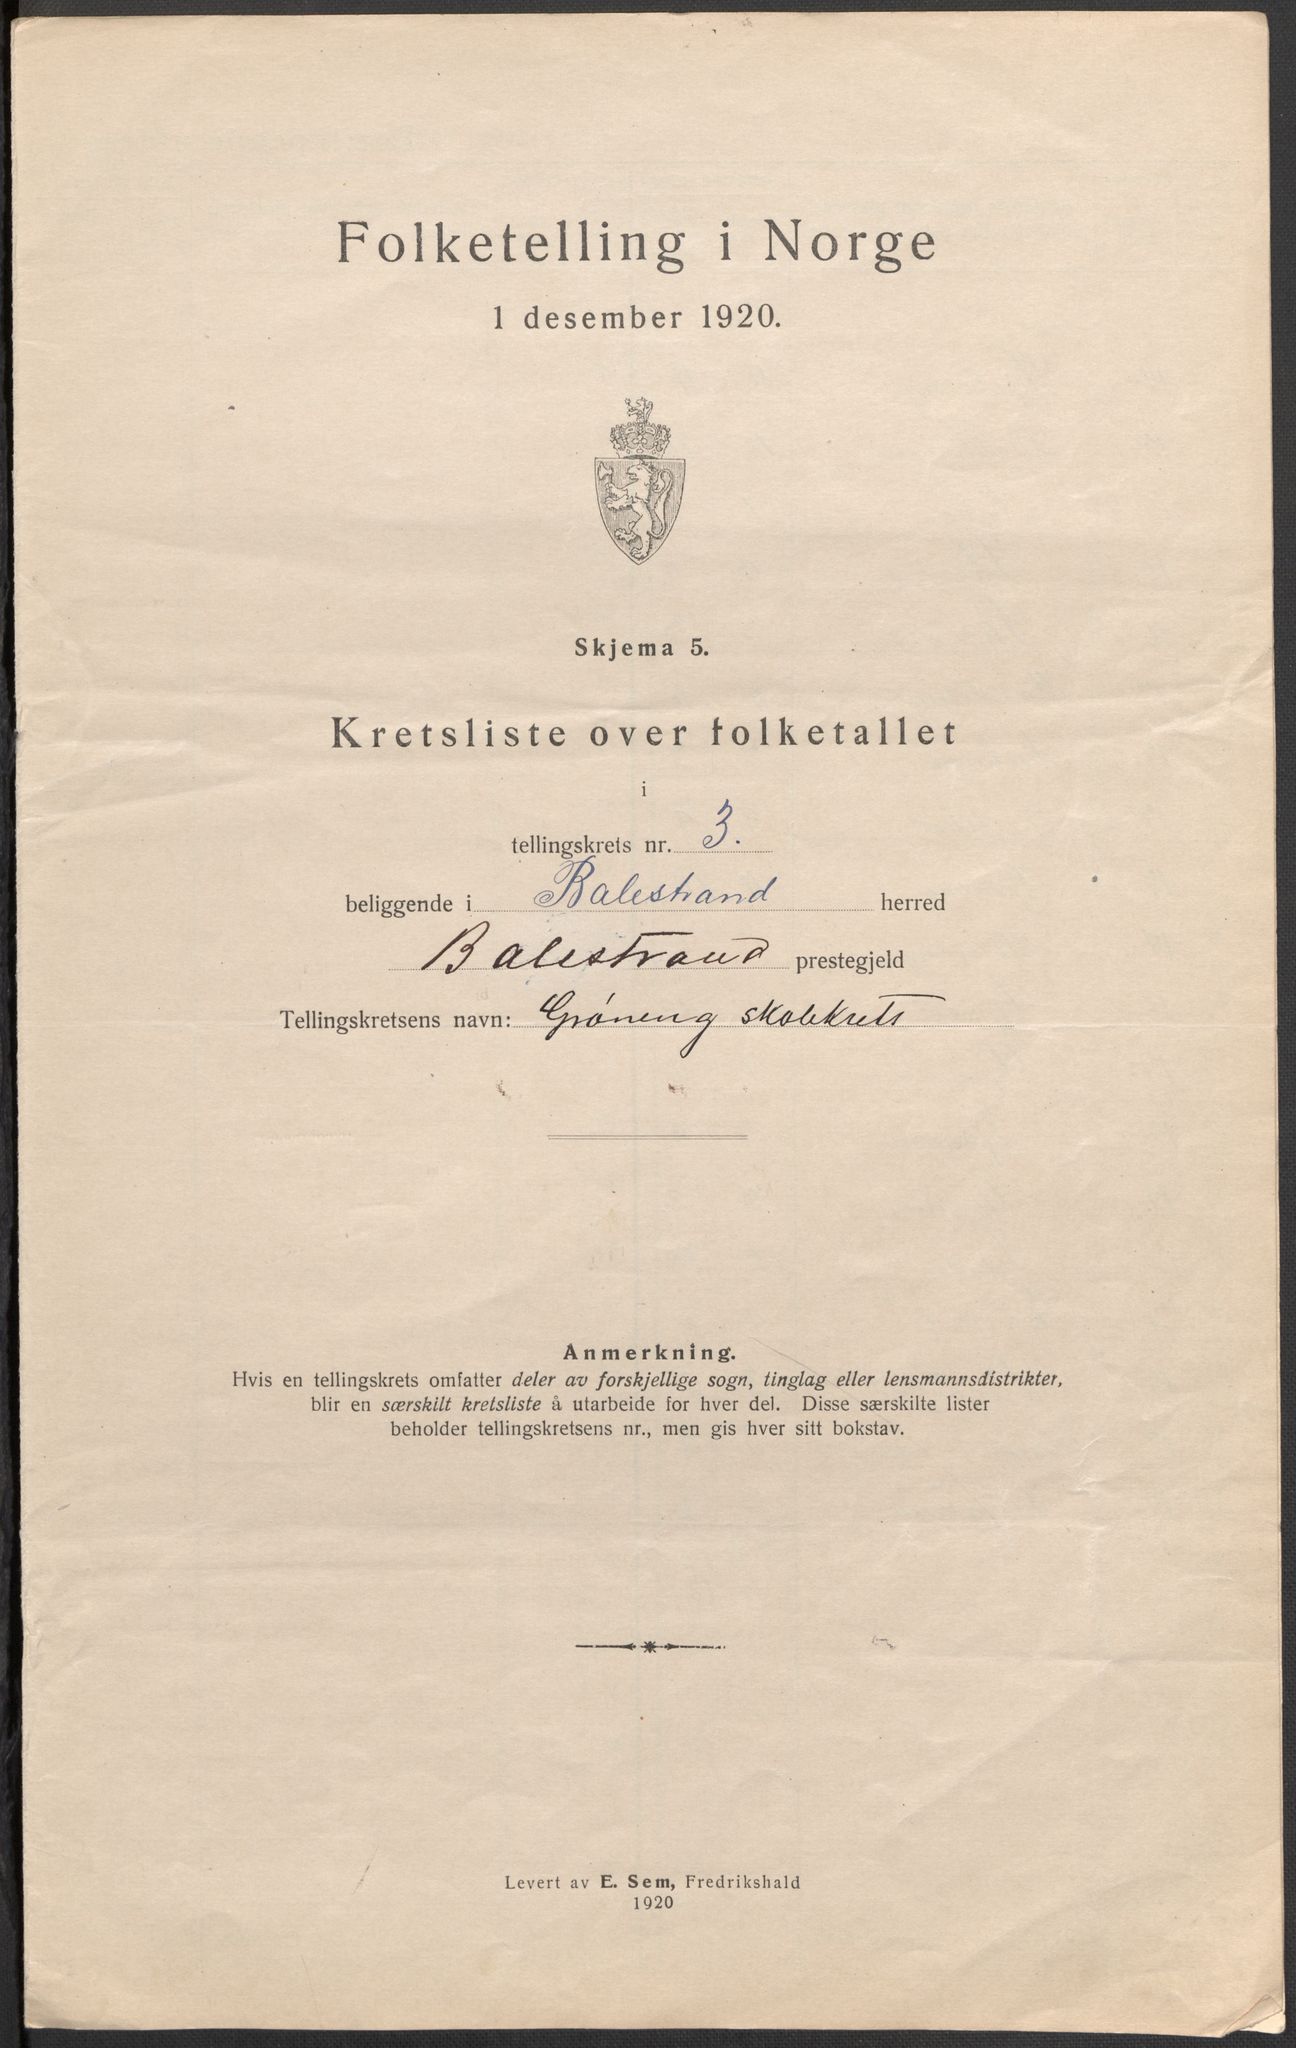 Folketelling i Norge
1 desember 1920.
Skjema 5.
Kretsliste over folketallet
i
tellingskrets nr. 3.
beliggende i Balestrand herred
Balestrand prestegjeld
Tellingskretsens navn: Grøneng skolekrets
Anmerkning.
Hvis en tellingskrets omfatter deler av forskjellige sogn, tinglag eller lensmannsdistrikter,
blir en særskilt kretsliste å utarbeide for hver del. Disse særskilte lister
beholder tellingskretsens nr., men gis hver sitt bokstav.
Levert av E. Sem, Fredrikshald
1920